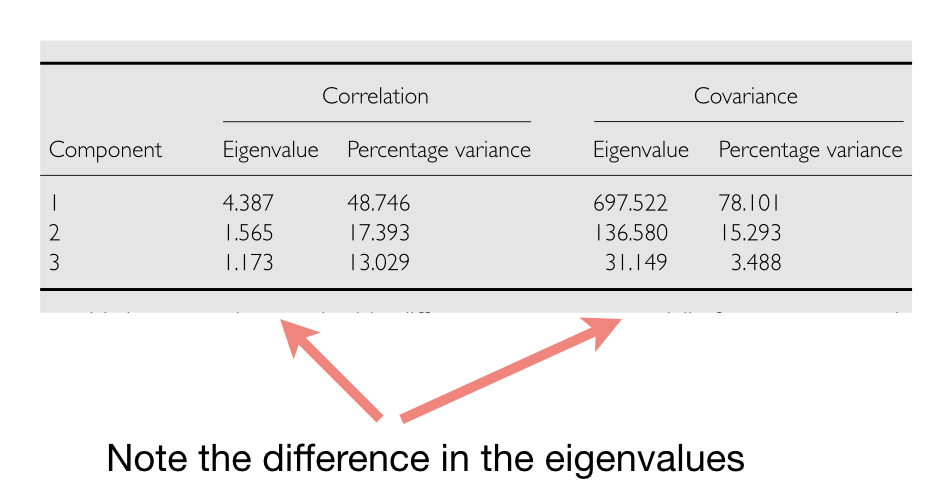 Correlation Covariance
Component Eigenvalue Percentage variance Eigenvalue Percentage variance
1 4.387 48.746 697.522 78.101
2 1.565 17.393 136.580 15.293
3 1.173 13.029 31.149 3.488
Note the difference in the eigenvalues